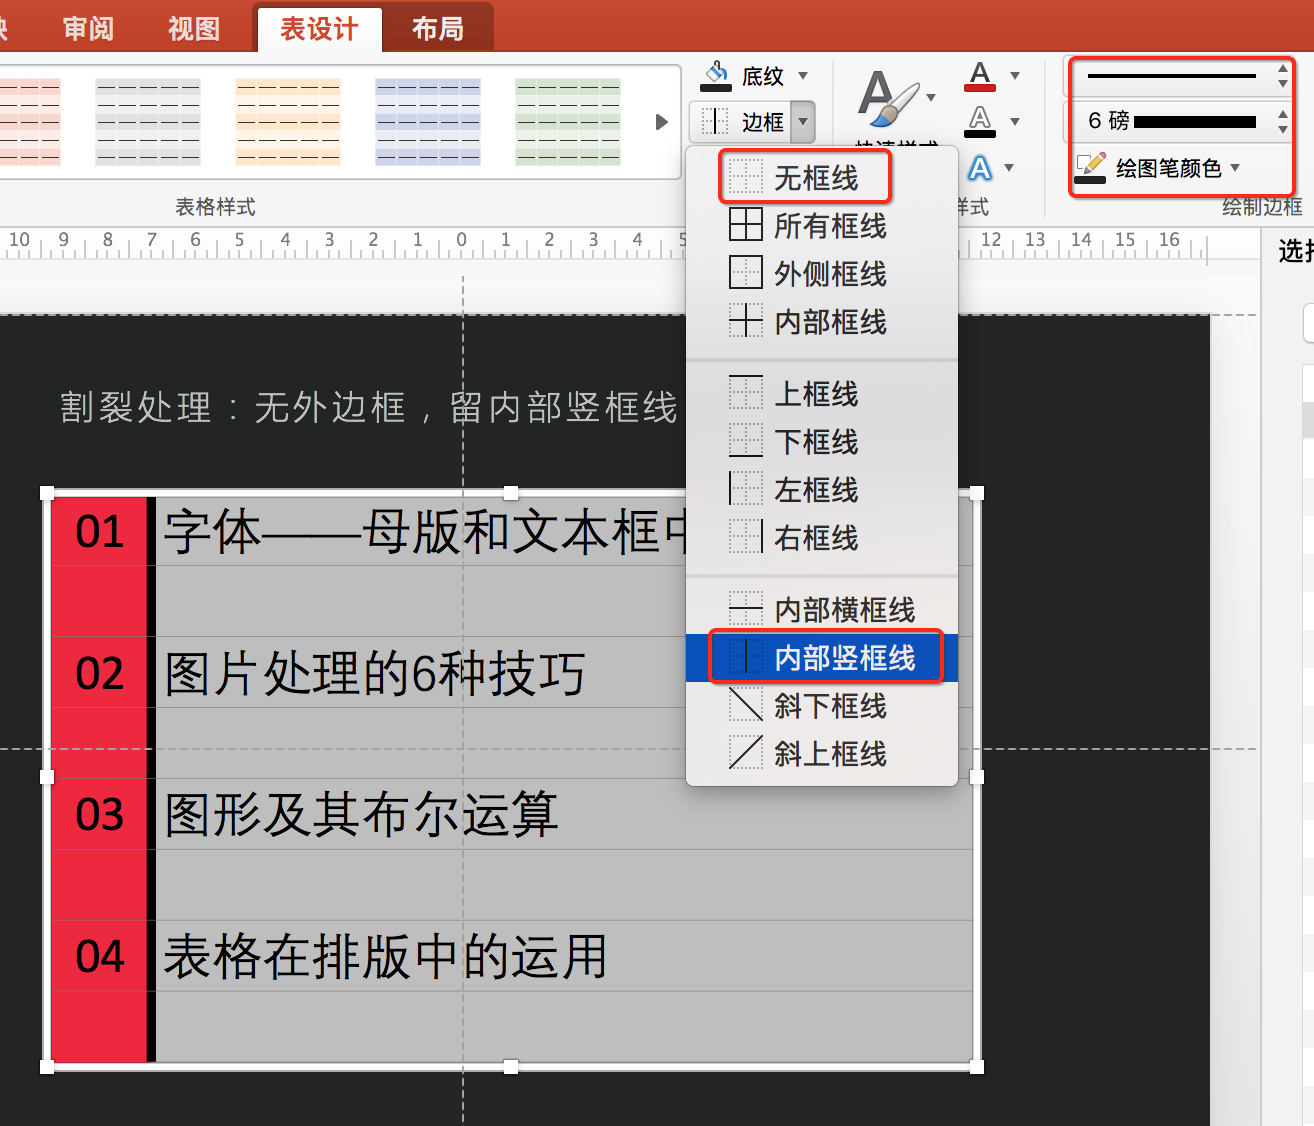 审阅 视图 表设计 布局
底纹
边框
6 磅
绘图笔颜色
表格样式
绘制边框
10 9 8 7 6 5 4 3 2 1 0 1 2 3 4 5 12 13 14 15 16
无框线
所有框线
外侧框线
内部框线
上框线
下框线
左框线
右框线
内部横框线
内部竖框线
斜下框线
斜上框线
割裂处理：无外边框，留内部竖框线
01 字体——母版和文本框中
02 图片处理的6种技巧
03 图形及其布尔运算
04 表格在排版中的运用